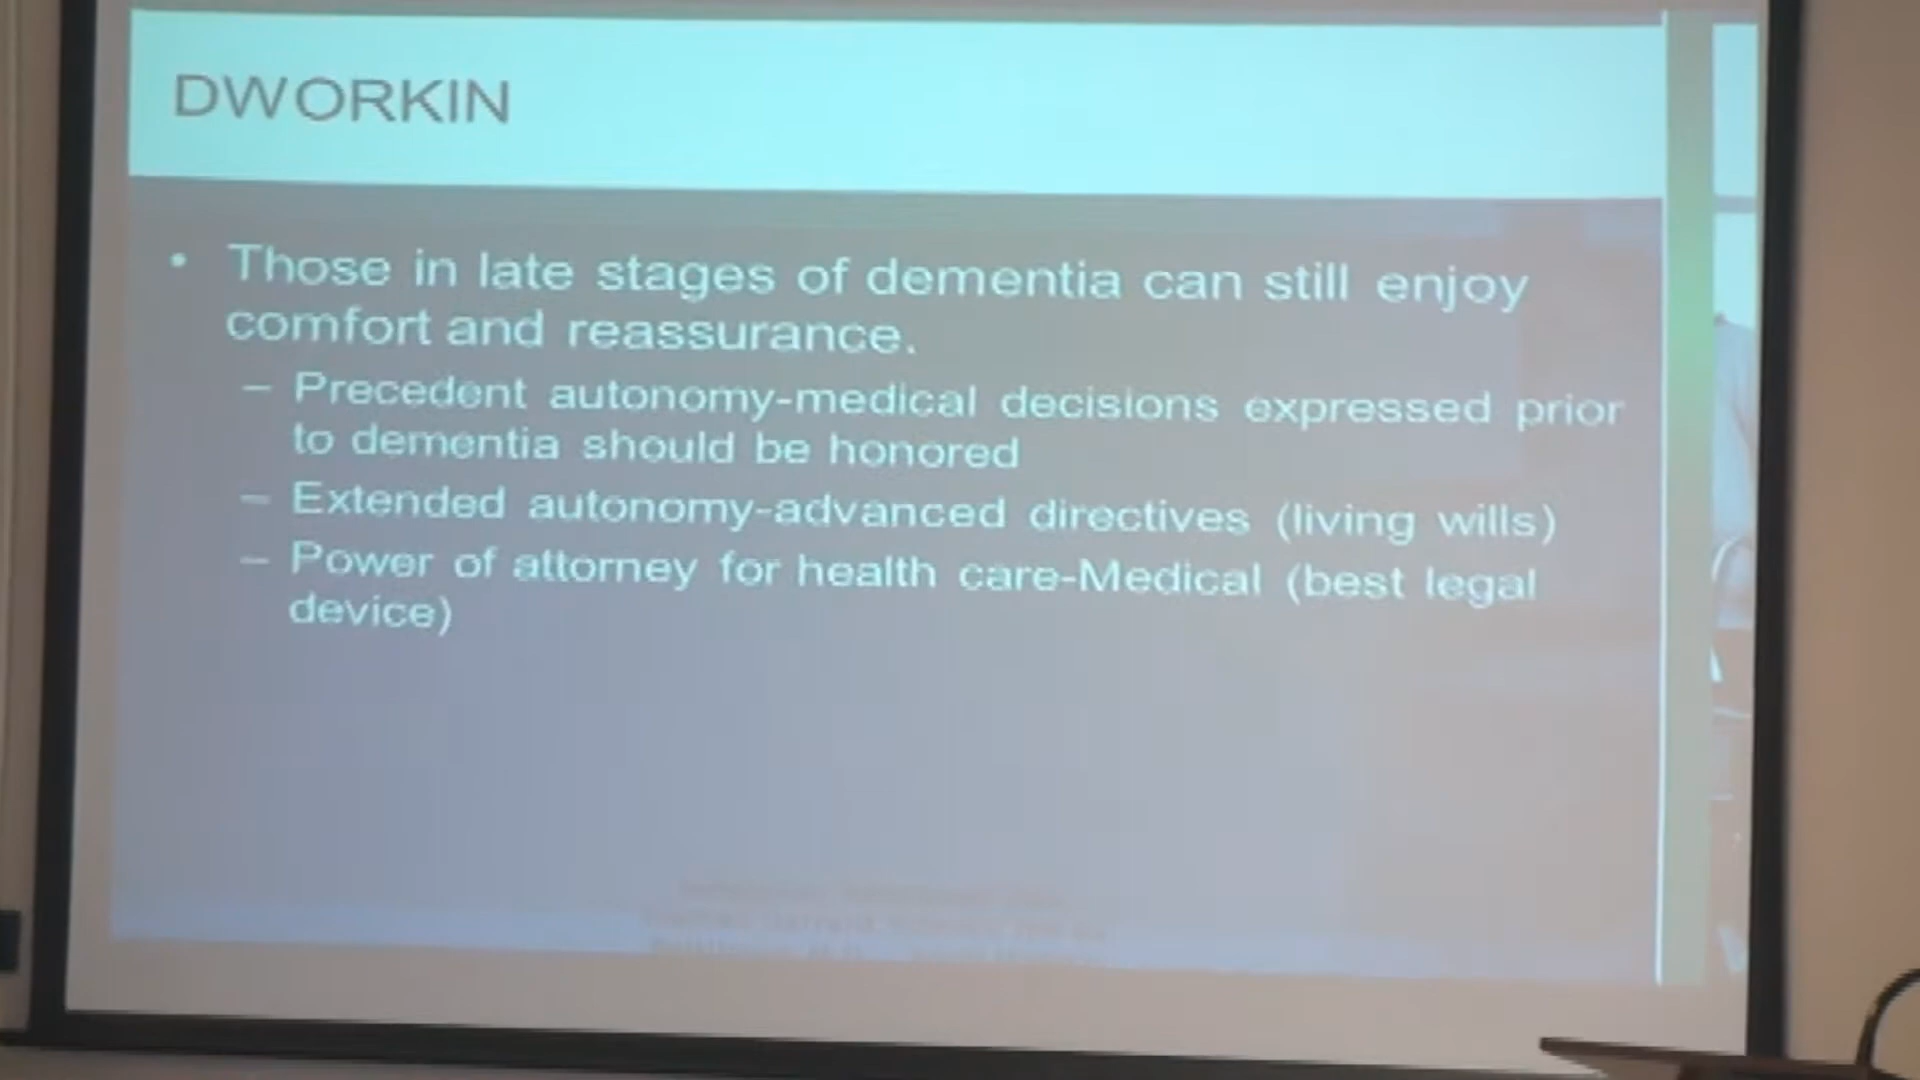 DWORKIN
• Those in late stages of dementia can still enjoy
comfort and reassurance.
– Precedent autonomy-medical decisions expressed prior
to dementia should be honored
– Extended autonomy-advanced directives (living wills)
– Power of attorney for health care-Medical (best legal
device)